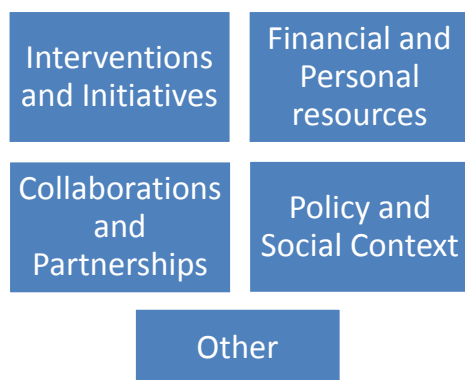 Interventions
and Initiatives
Financial and
Personal
resources
Collaborations
and
Partnerships
Policy and
Social Context
Other